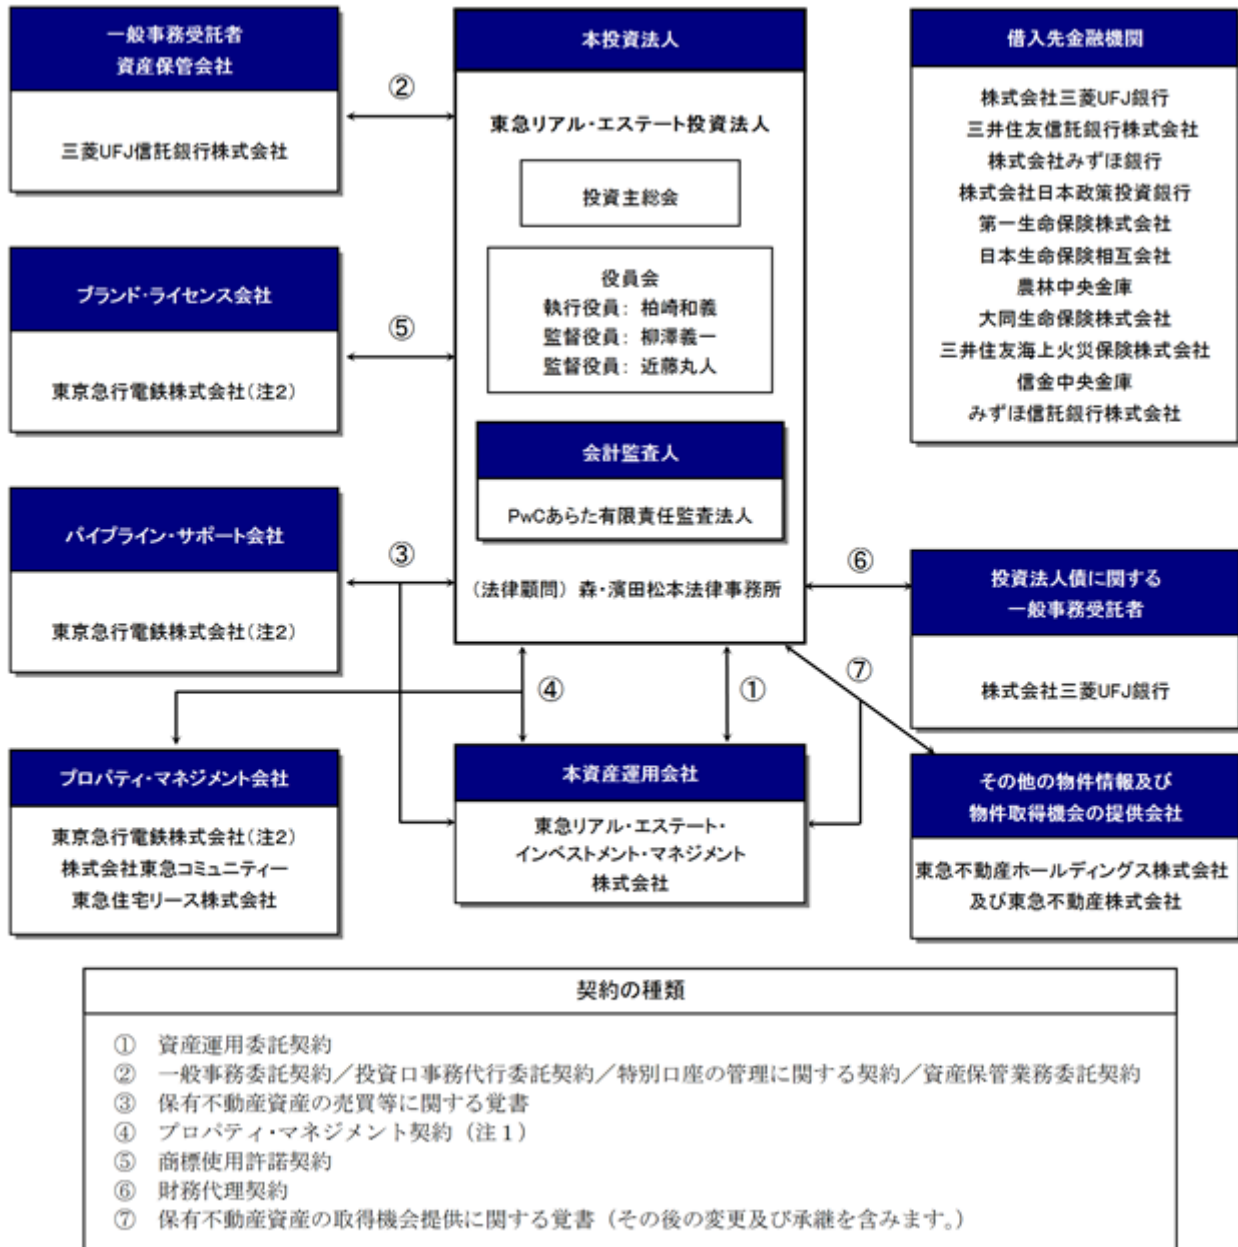 一般事務受託者
資産保管会社
三菱UFJ信託銀行株式会社
②
本投資法人
東急リアル・エステート投資法人
投資主総会
役員会
執行役員： 柏崎和義
監督役員： 柳澤義一
監督役員： 近藤丸人
会計監査人
PwCあらた有限責任監査法人
(法律顧問) 森・濱田松本法律事務所
借入先金融機関
株式会社三菱UFJ銀行
三井住友信託銀行株式会社
株式会社みずほ銀行
株式会社日本政策投資銀行
第一生命保険株式会社
日本生命保険相互会社
農林中央金庫
大同生命保険株式会社
三井住友海上火災保険株式会社
信金中央金庫
みずほ信託銀行株式会社
ブランド・ライセンス会社
東京急行電鉄株式会社(注2)
⑤
パイプライン・サポート会社
東京急行電鉄株式会社(注2)
③
⑥
投資法人債に関する
一般事務受託者
株式会社三菱UFJ銀行
④
①
⑦
プロパティ・マネジメント会社
東京急行電鉄株式会社(注2)
株式会社東急コミュニティー
東急住宅リース株式会社
本資産運用会社
東急リアル・エステート・
インベストメント・マネジメント
株式会社
その他の物件情報及び
物件取得機会の提供会社
東急不動産ホールディングス株式会社
及び東急不動産株式会社
契約の種類
① 資産運用委託契約
② 一般事務委託契約／投資口事務代行委託契約／特別口座の管理に関する契約／資産保管業務委託契約
③ 保有不動産資産の売買等に関する覚書
④ プロパティ・マネジメント契約（注１）
⑤ 商標使用許諾契約
⑥ 財務代理契約
⑦ 保有不動産資産の取得機会提供に関する覚書（その後の変更及び承継を含みます。）